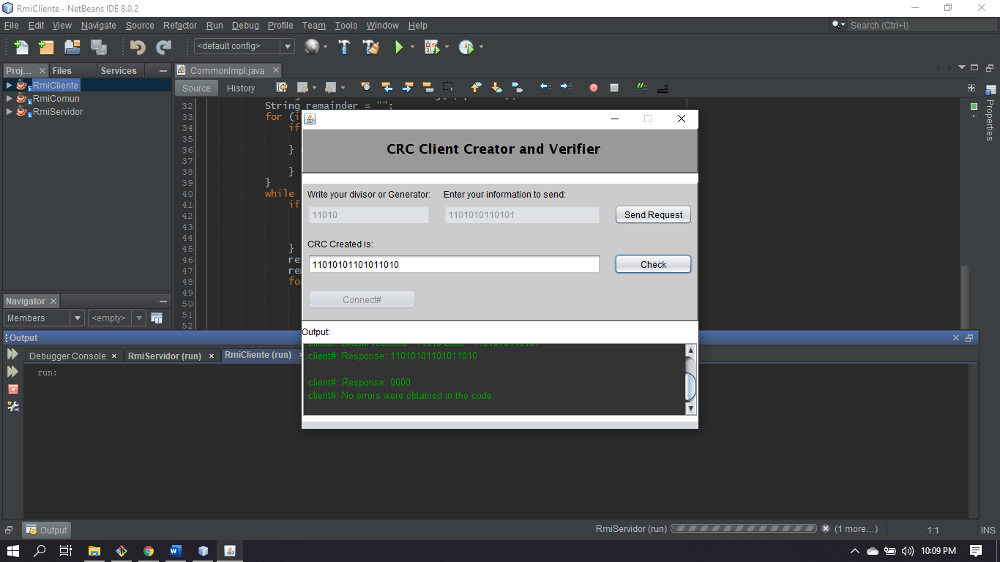 RmiCliente - NetBeans IDE 8.0.2
File Edit View Navigate Source Refactor Run Debug Profile Team Tools Window Help
Search (Ctrl+I)
<default config>
Proj... Files Services
CommonImpl.java
RmiCliente
RmiComun
RmiServidor
Source History
Properties
32 String remainder = "";
33 for (i
34 if
35
36 }
37
38 }
39 }
40 while
41 if
42
43
44
45 }
46 re
47 rem
48 fo
49
50
51
52
CRC Client Creator and Verifier
Write your divisor or Generator: Enter your information to send:
11010 1101010110101 Send Request
CRC Created is:
11010101101011010 Check
Connect#
Output:
client#: Divisor received - 11010 Data - 1101010110101
client#: Response: 11010101101011010
client#: Response: 0000
client#: No errors were obtained in the code.
Navigator
Members <empty>
Output
Debugger Console RmiServidor (run) RmiCliente (run)
run:
Output
RmiServidor (run) (1 more...) 1:1 INS
10:09 PM